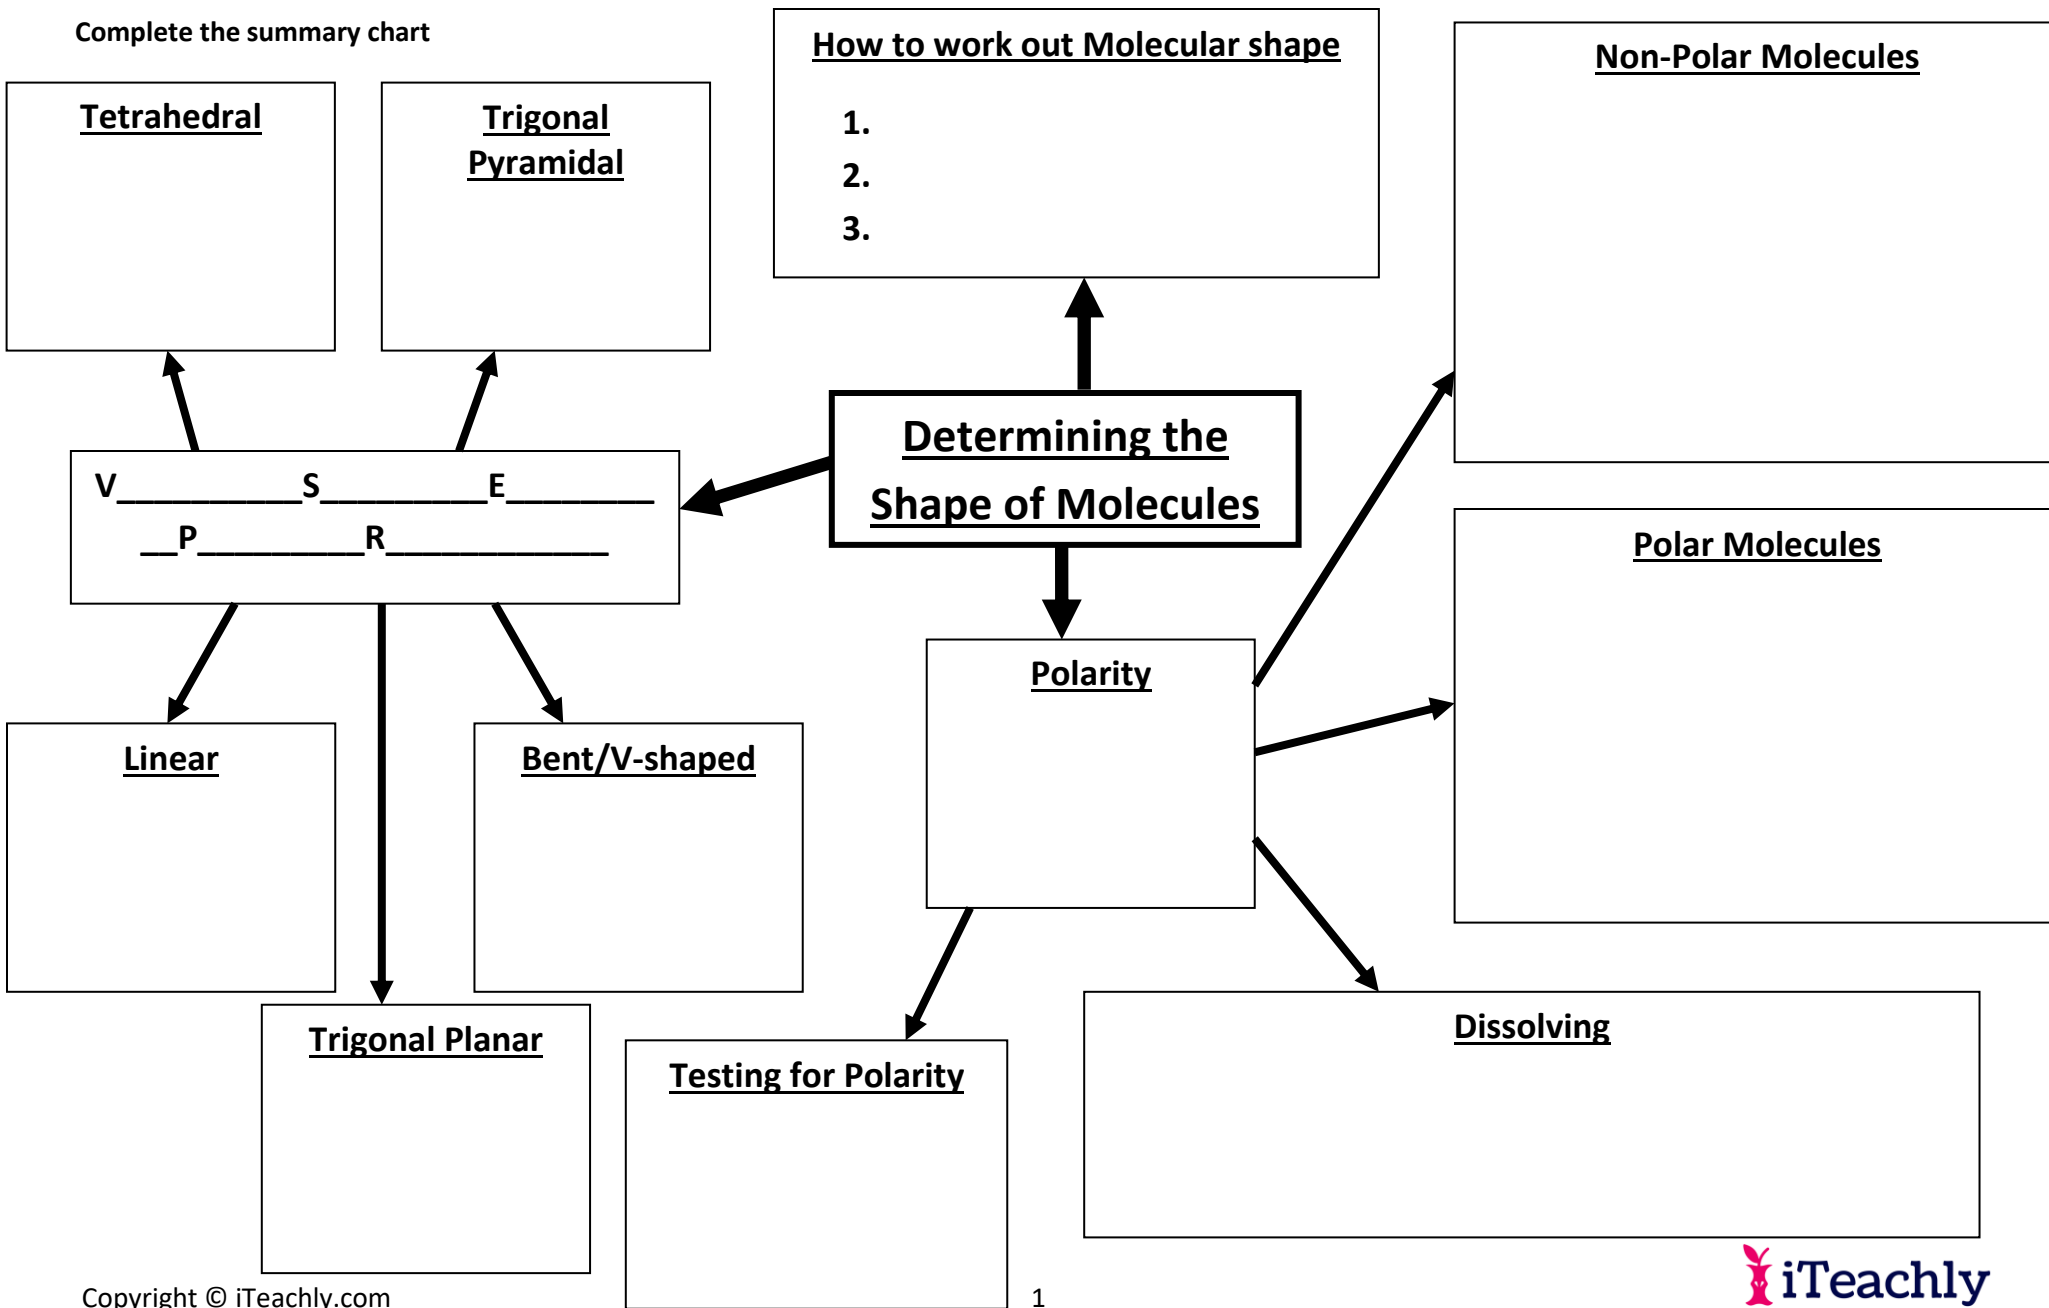 Complete the summary chart
How to work out Molecular shape
1.
2.
3.
Non-Polar Molecules
Tetrahedral
Trigonal
Pyramidal
Determining the
Shape of Molecules
V__________S_________E________
__P_________R____________
Polar Molecules
Polarity
Linear
Bent/V-shaped
Trigonal Planar
Testing for Polarity
Dissolving
Copyright © iTeachly.com
1
iTeachly